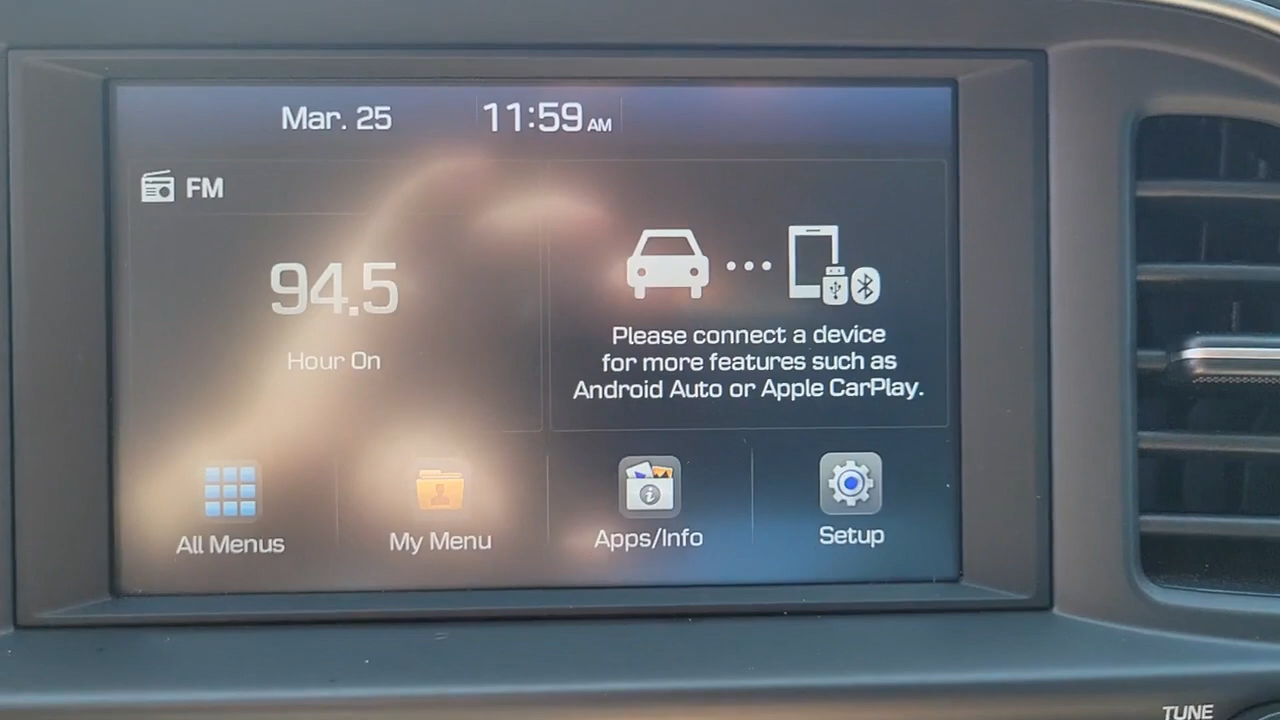 Mar. 25
11:59 AM
FM
94.5
Hour On
Please connect a device
for more features such as
Android Auto or Apple CarPlay.
All Menus
My Menu
Apps/Info
Setup
TUNE